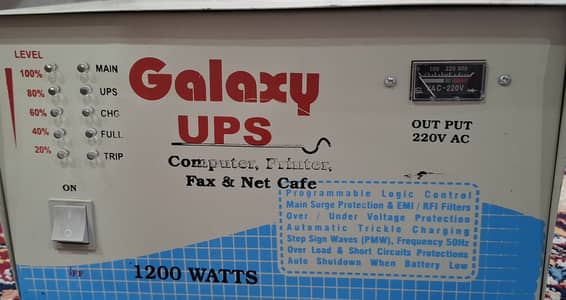 LEVEL
100% MAIN
80% UPS
60% CHG
40% FULL
20% TRIP
ON
Galaxy
UPS
Computer, Printer,
Fax & Net Cafe
100 220
AC-220V
OUT PUT
220V AC
Programmable Logic Control
Main Surge Protection & EMI / RFI Filters
Over / Under Voltage Protection
Automatic Trickle Charging
Step Sign Waves (PMW), Frequency 50Hz
Over Load & Short Circuits Protections
Auto Shutdown When Battery Low
1200 WATTS